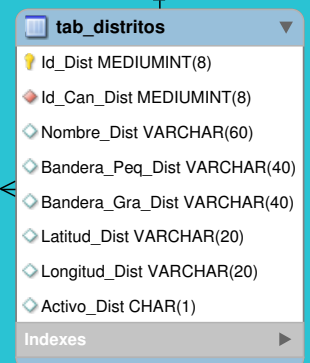 tab_distritos
Id_Dist MEDIUMINT(8)
Id_Can_Dist MEDIUMINT(8)
Nombre_Dist VARCHAR(60)
Bandera_Peq_Dist VARCHAR(40)
Bandera_Gra_Dist VARCHAR(40)
Latitud_Dist VARCHAR(20)
Longitud_Dist VARCHAR(20)
Activo_Dist CHAR(1)
Indexes